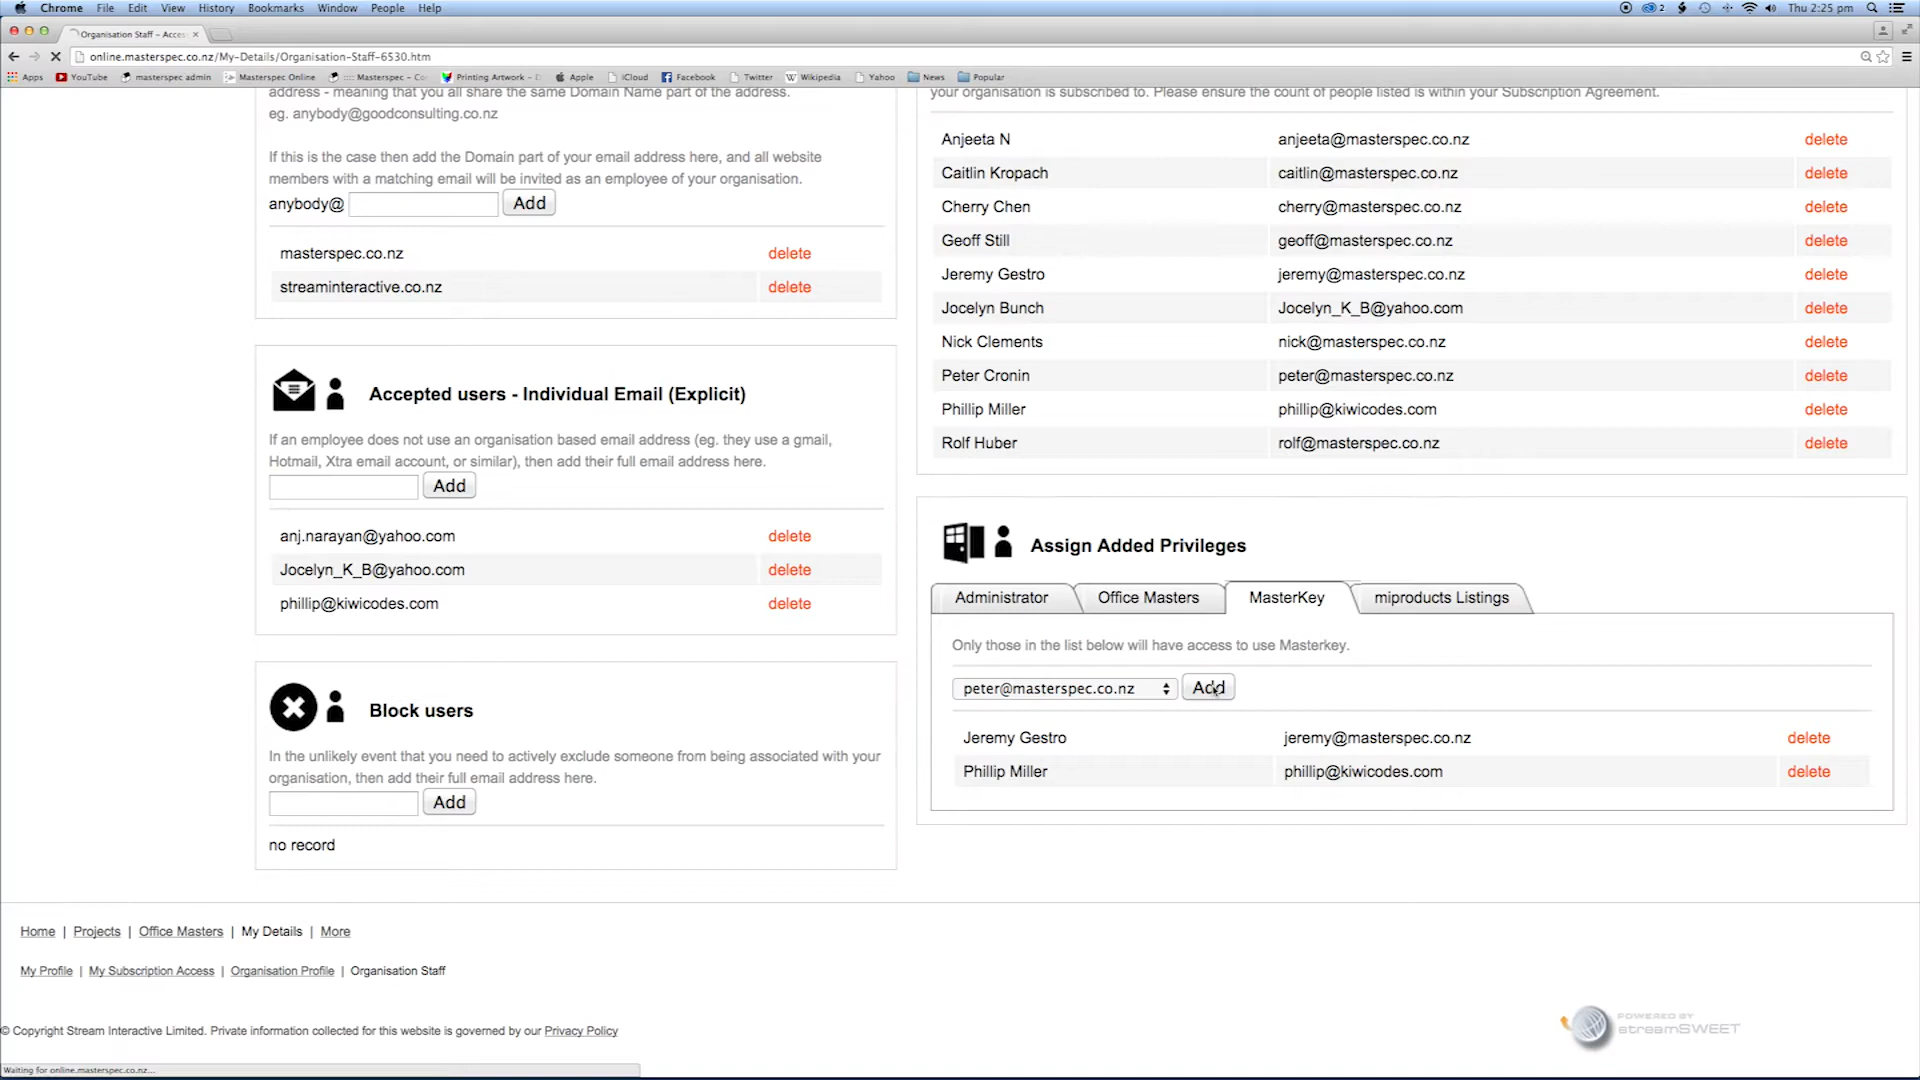 Chrome File Edit View History Bookmarks Window People Help 2 Thu 2:25 pm
Organisation Staff – Acces
online.masterspec.co.nz/My-Details/Organisation-Staff-6530.htm
Apps YouTube masterspec admin Masterspec Online :::: Masterspec – Co Printing Artwork – D Apple iCloud Facebook Twitter Wikipedia Yahoo News Popular
address - meaning that you all share the same Domain Name part of the address.
eg. anybody@goodconsulting.co.nz
If this is the case then add the Domain part of your email address here, and all website
members with a matching email will be invited as an employee of your organisation.
anybody@ Add
masterspec.co.nz delete
streaminteractive.co.nz delete
Accepted users - Individual Email (Explicit)
If an employee does not use an organisation based email address (eg. they use a gmail,
Hotmail, Xtra email account, or similar), then add their full email address here.
Add
anj.narayan@yahoo.com delete
Jocelyn_K_B@yahoo.com delete
phillip@kiwicodes.com delete
Block users
In the unlikely event that you need to actively exclude someone from being associated with your
organisation, then add their full email address here.
Add
no record
your organisation is subscribed to. Please ensure the count of people listed is within your Subscription Agreement.
Anjeeta N anjeeta@masterspec.co.nz delete
Caitlin Kropach caitlin@masterspec.co.nz delete
Cherry Chen cherry@masterspec.co.nz delete
Geoff Still geoff@masterspec.co.nz delete
Jeremy Gestro jeremy@masterspec.co.nz delete
Jocelyn Bunch Jocelyn_K_B@yahoo.com delete
Nick Clements nick@masterspec.co.nz delete
Peter Cronin peter@masterspec.co.nz delete
Phillip Miller phillip@kiwicodes.com delete
Rolf Huber rolf@masterspec.co.nz delete
Assign Added Privileges
Administrator Office Masters MasterKey miproducts Listings
Only those in the list below will have access to use Masterkey.
peter@masterspec.co.nz Add
Jeremy Gestro jeremy@masterspec.co.nz delete
Phillip Miller phillip@kiwicodes.com delete
Home | Projects | Office Masters | My Details | More
My Profile | My Subscription Access | Organisation Profile | Organisation Staff
© Copyright Stream Interactive Limited. Private information collected for this website is governed by our Privacy Policy
POWERED BY
streamSWEET
Waiting for online.masterspec.co.nz...